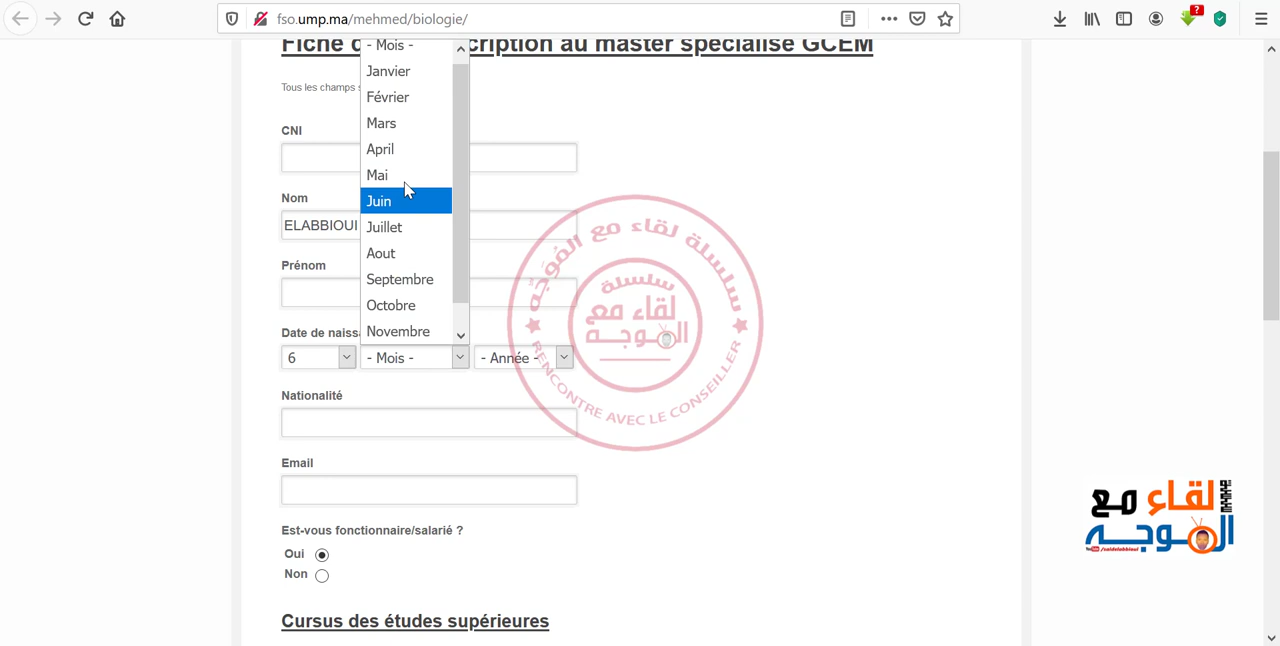 fso.ump.ma/mehmed/biologie/
?
cription au master spécialisé GCEM
Tous les champs
- Mois -
Janvier
Février
Mars
April
Mai
Juin
Juillet
Aout
Septembre
Octobre
Novembre
CNI
Nom
ELABBIOUI
Prénom
Date de naiss
6
- Mois -
- Année -
Nationalité
Email
Est-vous fonctionnaire/salarié ?
Oui
Non
Cursus des études supérieures
سلسلة لقاء مع الموجه
سلسلة
لقاء مع
الموجه
RENCONTRE AVEC LE CONSEILLER
لقاء مع
الموجه